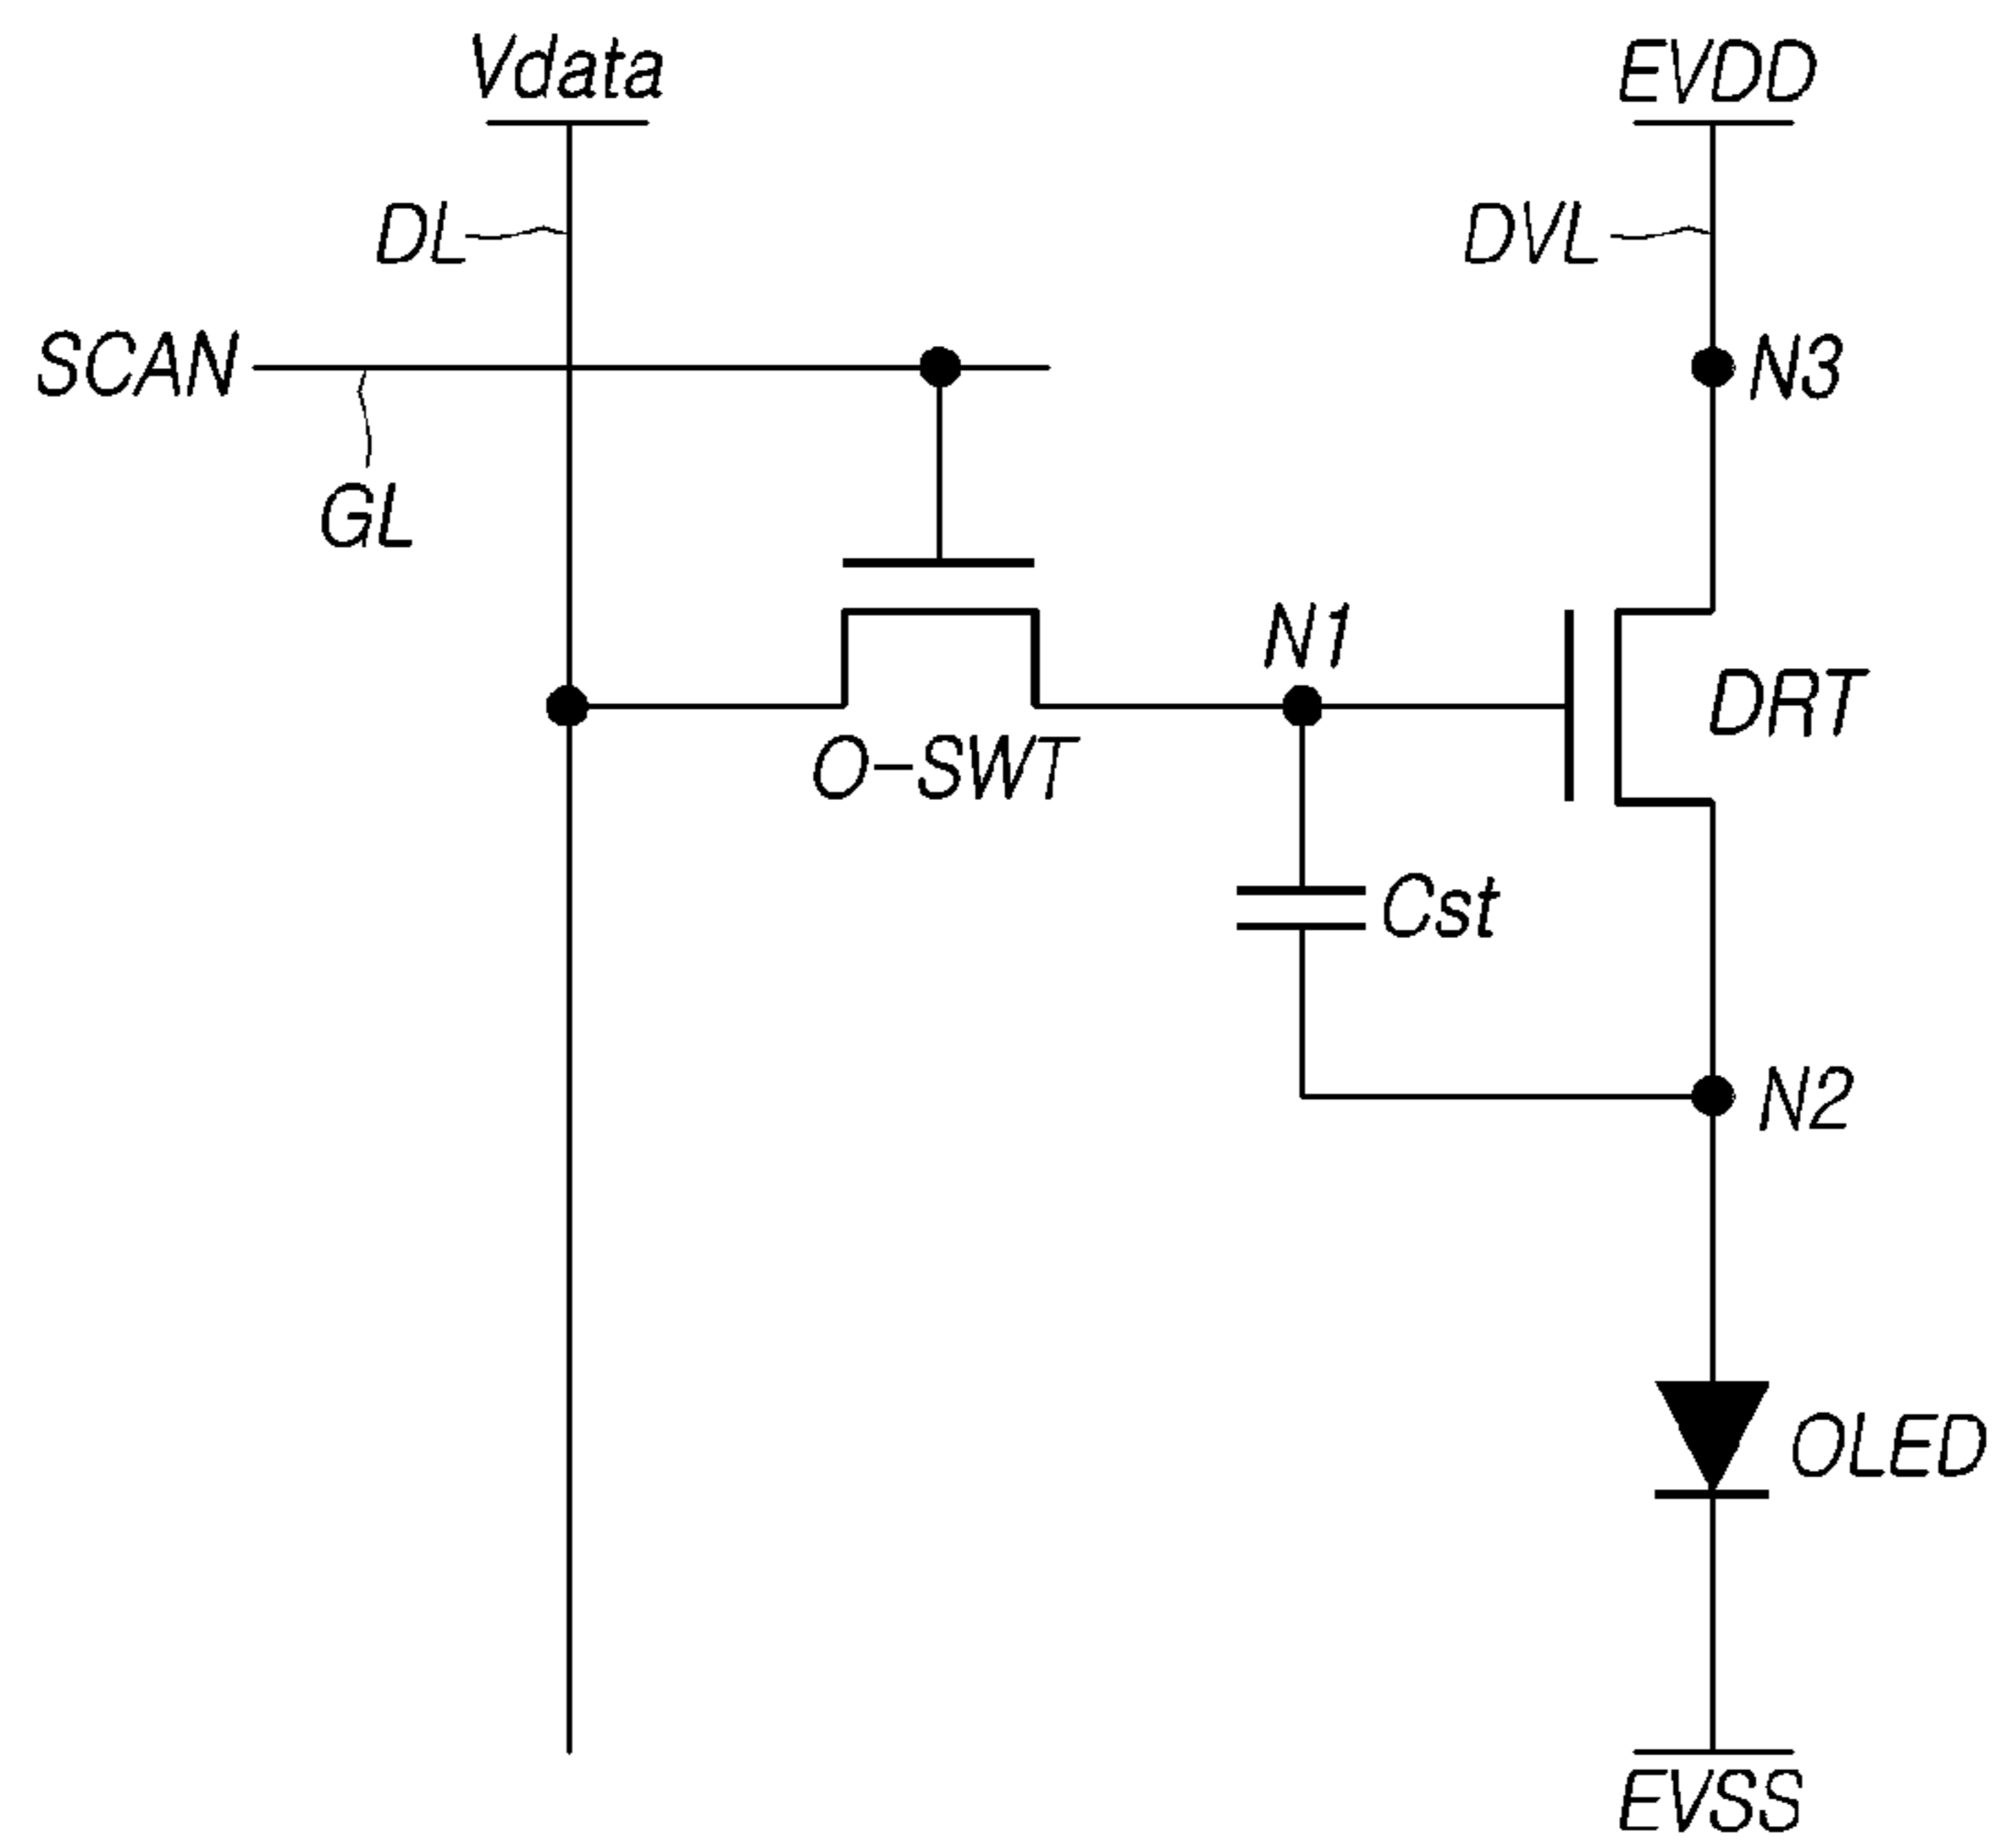 Vdata
EVDD
DL
DVL
SCAN
N3
GL
N1
DRT
O-SWT
Cst
N2
OLED
EVSS